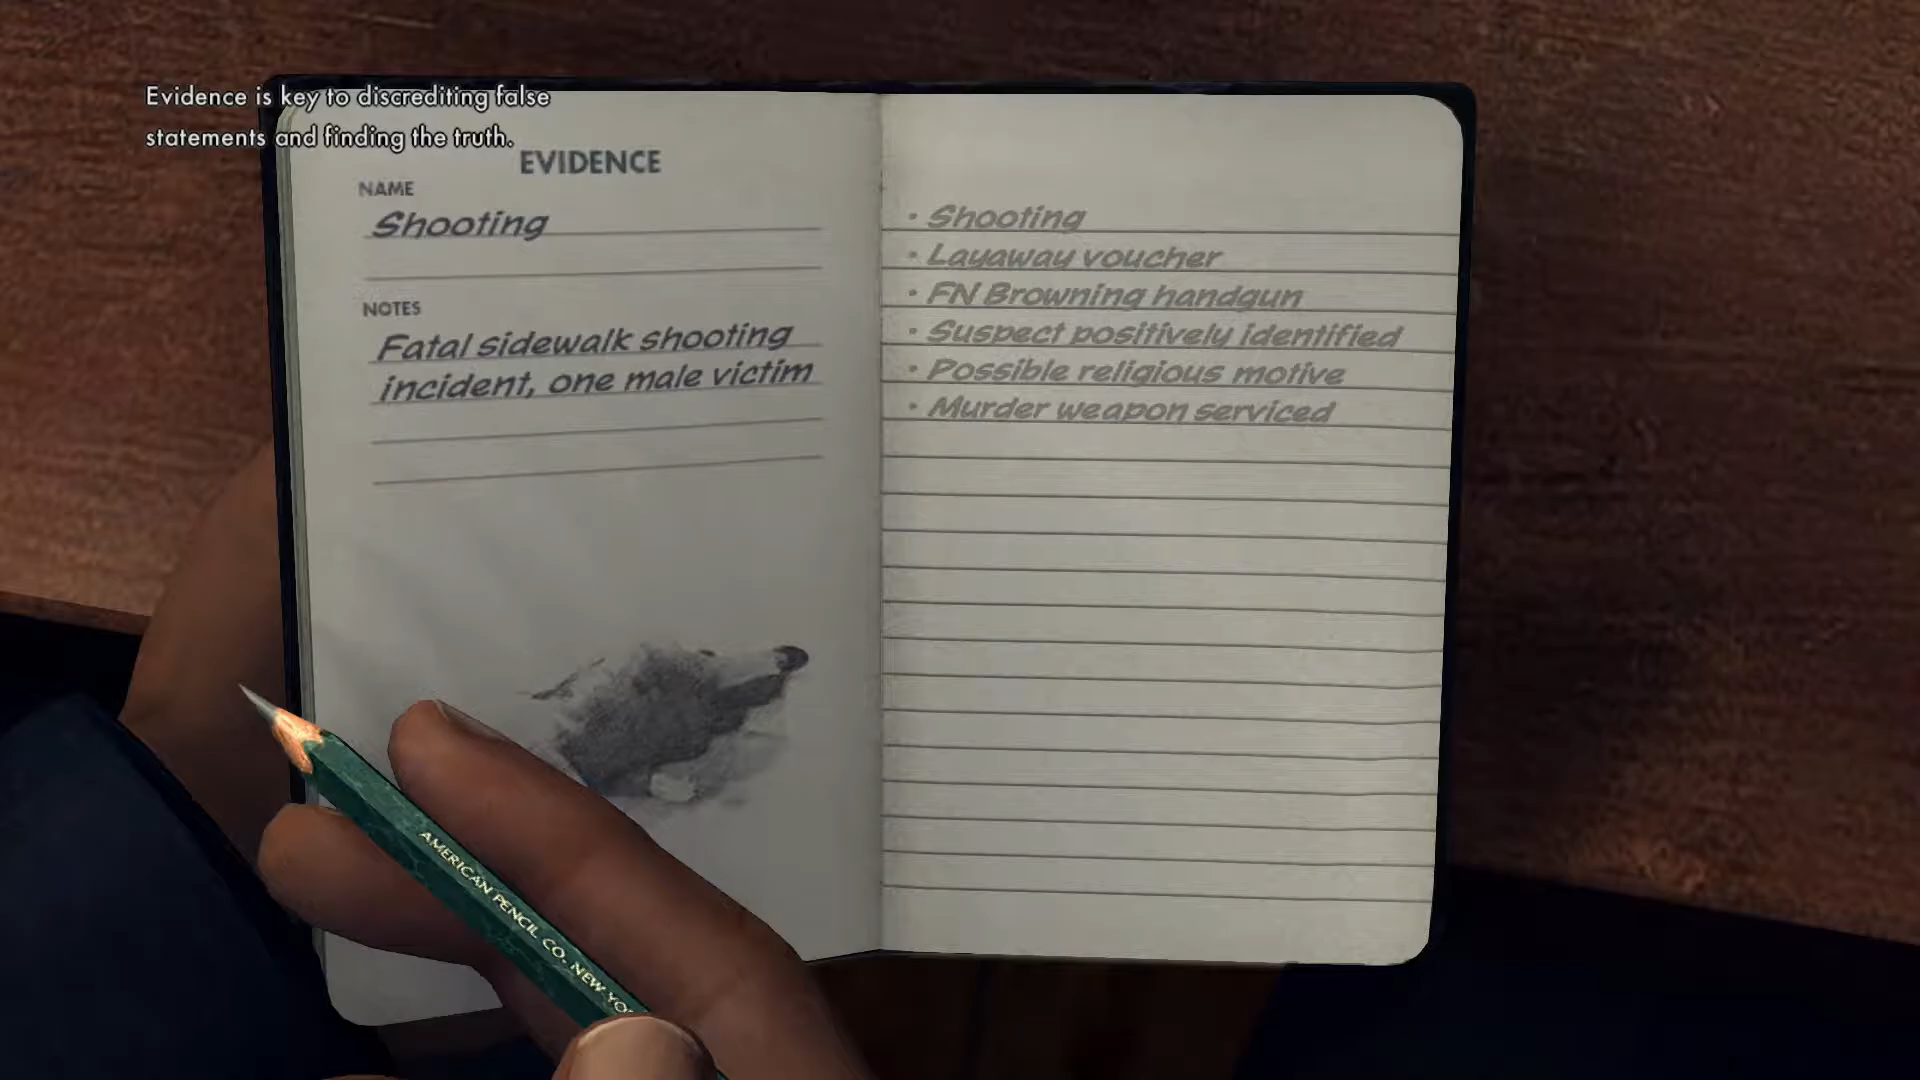 Evidence is key to discrediting false
statements and finding the truth.
EVIDENCE
NAME
Shooting
NOTES
Fatal sidewalk shooting
incident, one male victim
• Shooting
• Layaway voucher
• FN Browning handgun
• Suspect positively identified
• Possible religious motive
• Murder weapon serviced
AMERICAN PENCIL CO. NEW YO